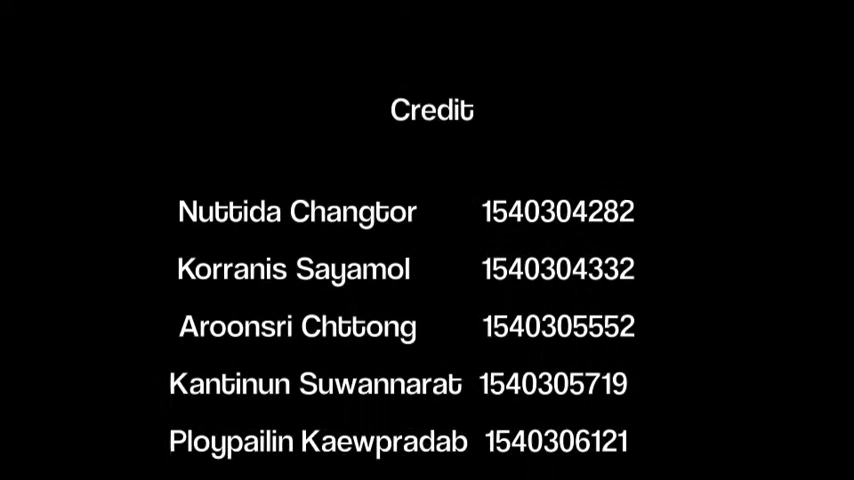 Credit
Nuttida Changtor 1540304282
Korranis Sayamol 1540304332
Aroonsri Chttong 1540305552
Kantinun Suwannarat 1540305719
Ploypailin Kaewpradab 1540306121